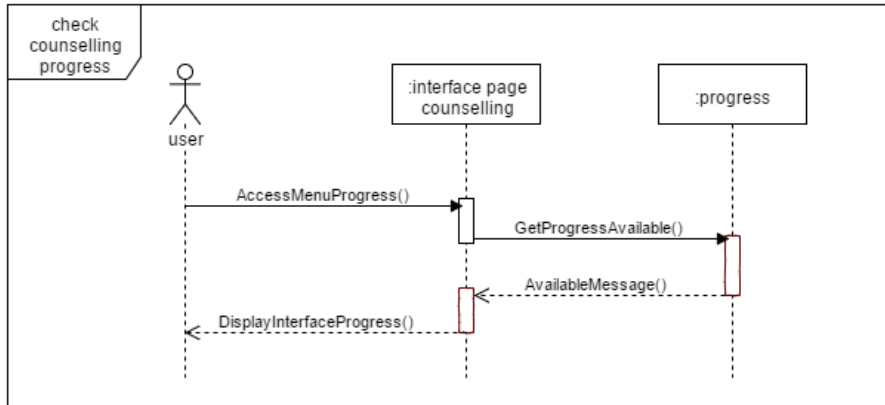 check
counselling
progress
user
:interface page
counselling
:progress
AccessMenuProgress()
GetProgressAvailable()
AvailableMessage()
DisplayInterfaceProgress()